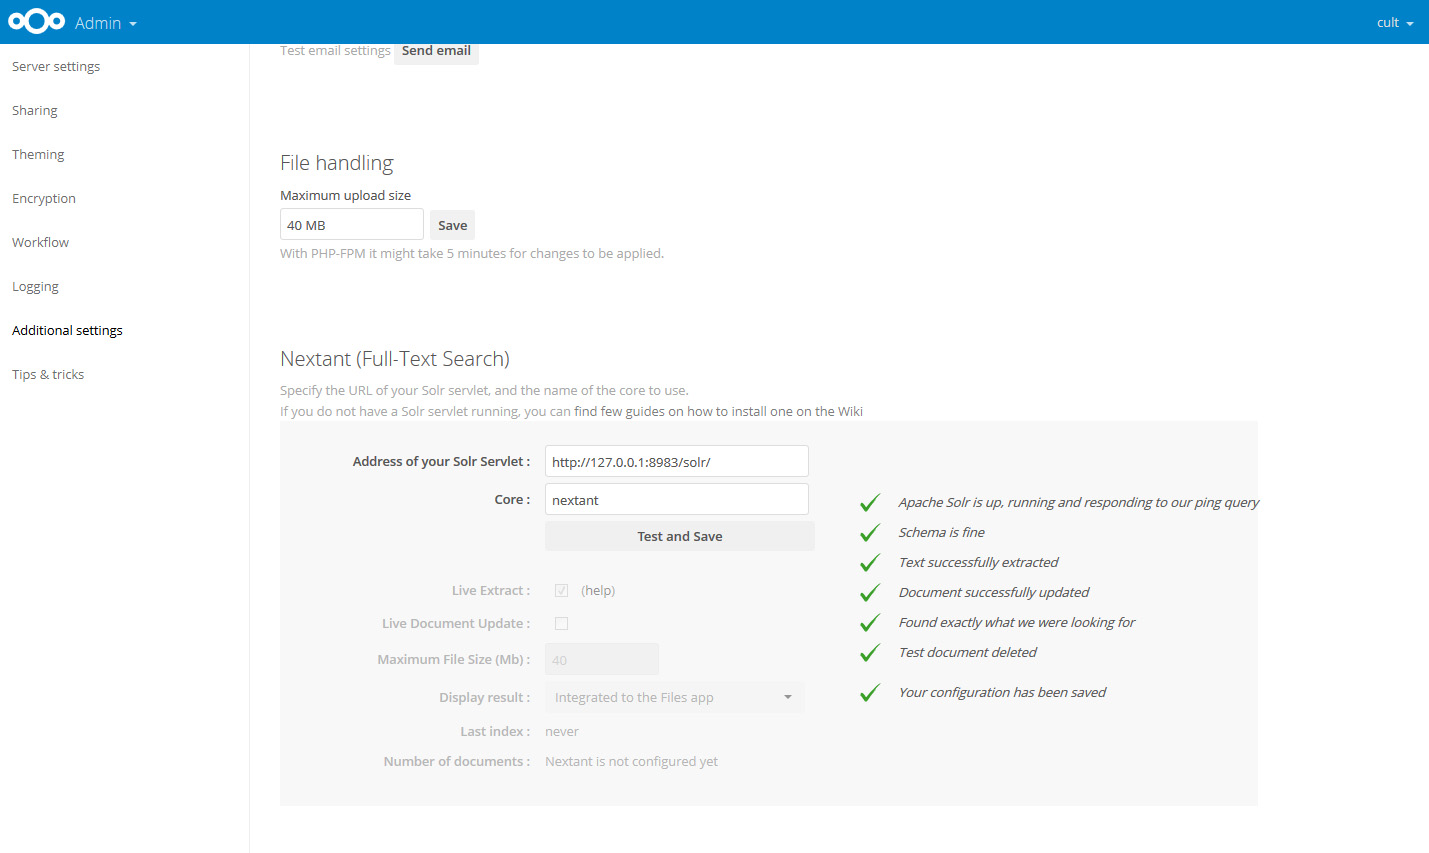 Admin
cult
Test email settings Send email
Server settings
Sharing
Theming
Encryption
Workflow
Logging
Additional settings
Tips & tricks
File handling
Maximum upload size
40 MB Save
With PHP-FPM it might take 5 minutes for changes to be applied.
Nextant (Full-Text Search)
Specify the URL of your Solr servlet, and the name of the core to use.
If you do not have a Solr servlet running, you can find few guides on how to install one on the Wiki
Address of your Solr Servlet : http://127.0.0.1:8983/solr/
Core : nextant
Test and Save
Live Extract : (help)
Live Document Update :
Maximum File Size (Mb) : 40
Display result : Integrated to the Files app
Last index : never
Number of documents : Nextant is not configured yet
Apache Solr is up, running and responding to our ping query
Schema is fine
Text successfully extracted
Document successfully updated
Found exactly what we were looking for
Test document deleted
Your configuration has been saved